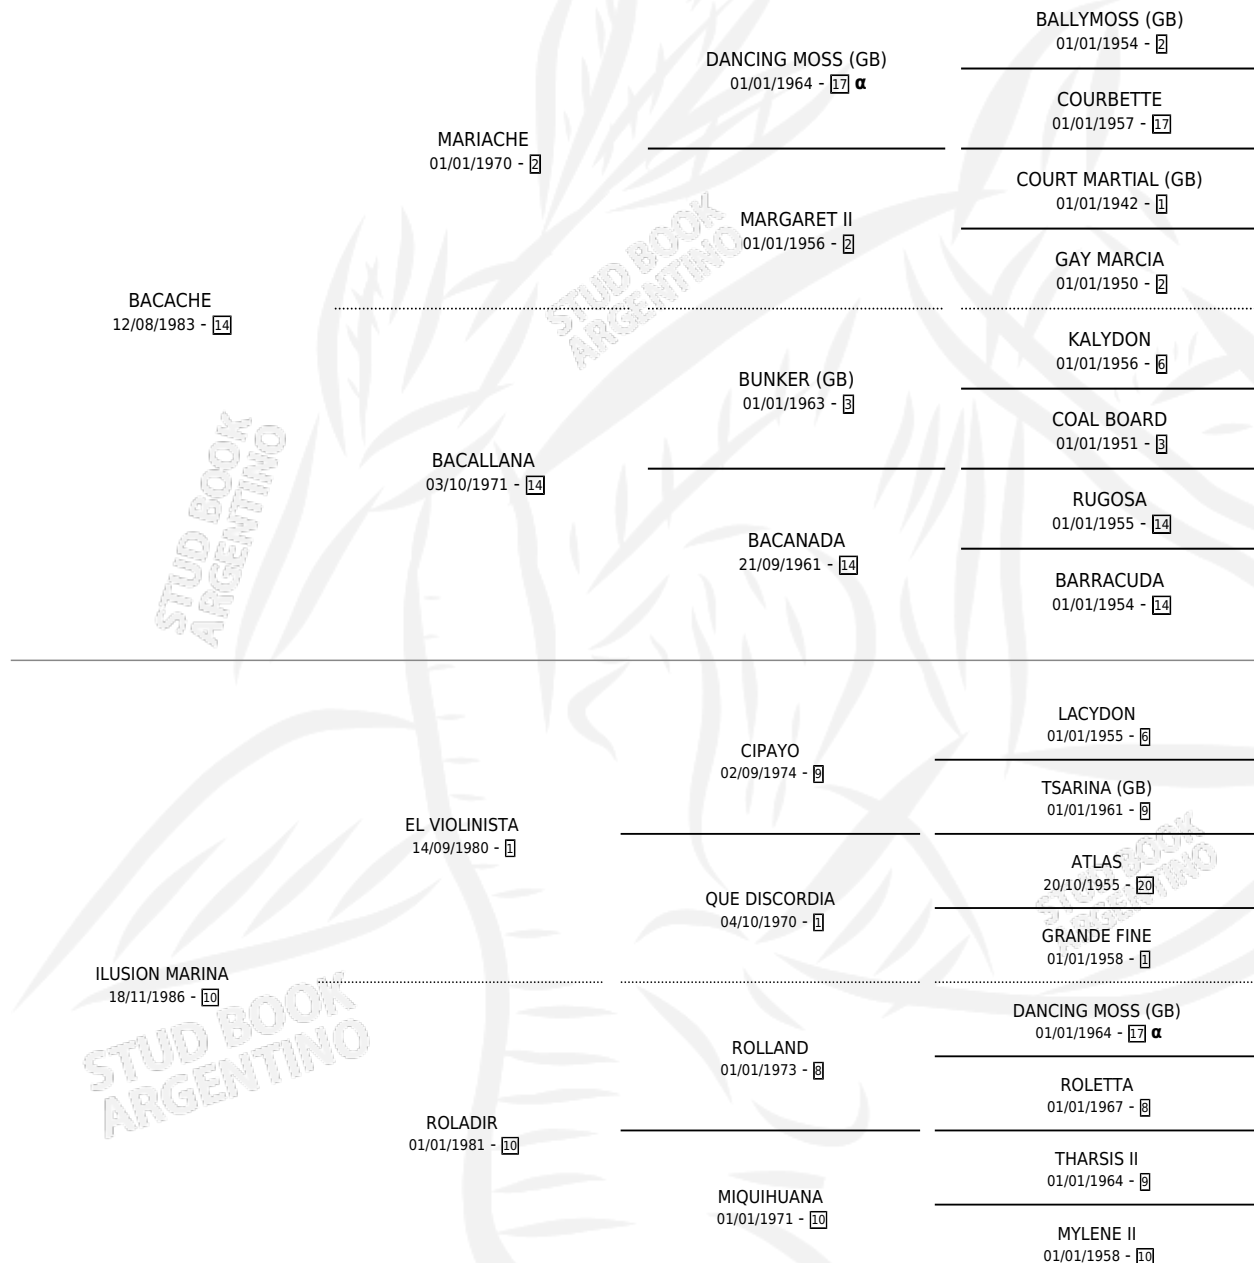 BALLYMOSS (GB)
01/01/1954 - 2
DANCING MOSS (GB)
01/01/1964 - 17 α
COURBETTE
01/01/1957 - 17
MARIACHE
01/01/1970 - 2
COURT MARTIAL (GB)
01/01/1942 - 1
MARGARET II
01/01/1956 - 2
GAY MARCIA
01/01/1950 - 2
BACACHE
12/08/1983 - 14
STUD BOOK
ARGENTINO
KALYDON
01/01/1956 - 6
BUNKER (GB)
01/01/1963 - 3
COAL BOARD
01/01/1951 - 3
BACALLANA
03/10/1971 - 14
RUGOSA
01/01/1955 - 14
STUD BOOK
ARGENTINO
BACANADA
21/09/1961 - 14
BARRACUDA
01/01/1954 - 14
LACYDON
01/01/1955 - 6
CIPAYO
02/09/1974 - 9
TSARINA (GB)
01/01/1961 - 9
EL VIOLINISTA
14/09/1980 - 1
ATLAS
20/10/1955 - 20
STUD BOOK
ARGENTINO
QUE DISCORDIA
04/10/1970 - 1
GRANDE FINE
01/01/1958 - 1
ILUSION MARINA
18/11/1986 - 10
STUD BOOK
ARGENTINO
DANCING MOSS (GB)
01/01/1964 - 17 α
ROLLAND
01/01/1973 - 8
ROLETTA
01/01/1967 - 8
ROLADIR
01/01/1981 - 10
THARSIS II
01/01/1964 - 9
MIQUIHUANA
01/01/1971 - 10
MYLENE II
01/01/1958 - 10